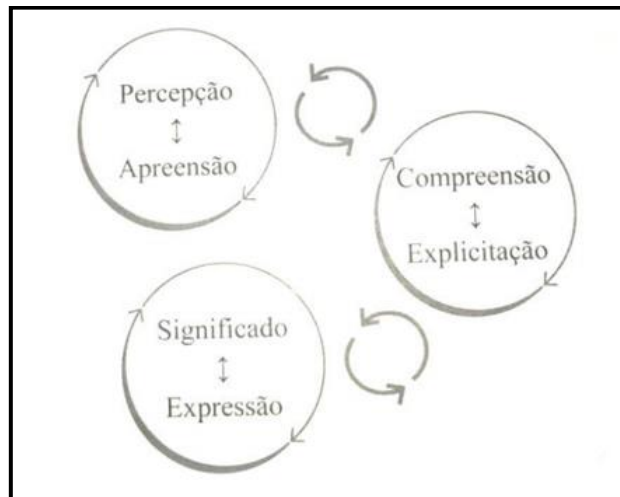 Percepção
↕
Apreensão
Compreensão
↕
Explicitação
Significado
↕
Expressão